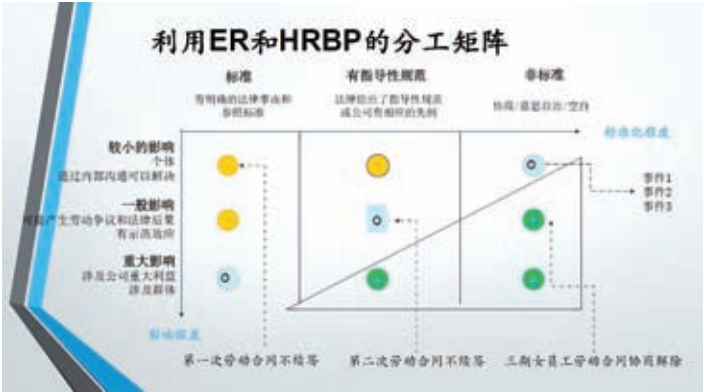 利用ER和HRBP的分工矩阵
标准
有指导性规范
非标准
有明确的法律事由和
参照标准
法律给出了指导性规范
或公司有相应的先例
协商/意思自治/空白
标准化程度
较小的影响
个体
通过内部沟通可以解决
事件1
事件2
事件3
一般影响
可能产生劳动争议和法律后果
有示范效应
重大影响
涉及公司重大利益
涉及群体
影响程度
第一次劳动合同不续签
第二次劳动合同不续签
三期女员工劳动合同协商解除